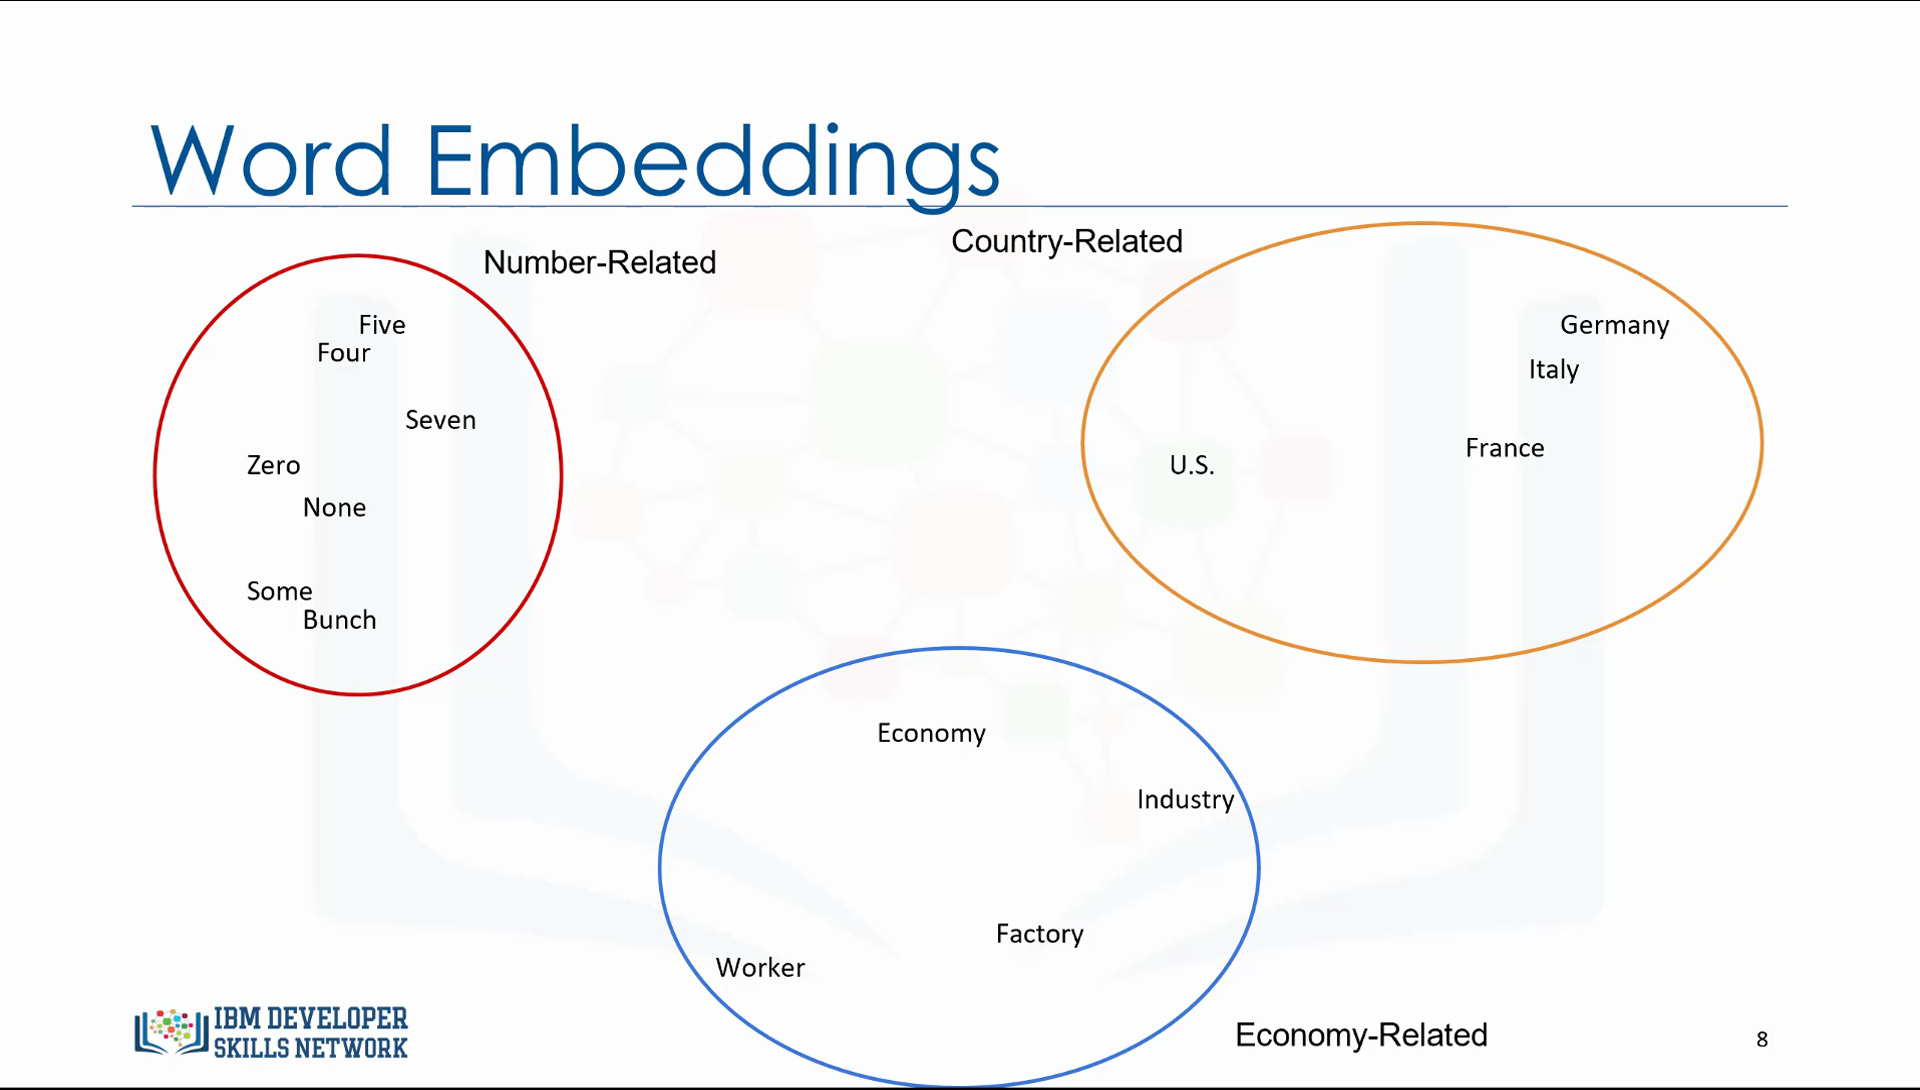 Word Embeddings
Number-Related
Five
Four
Seven
Zero
None
Some
Bunch
Country-Related
Germany
Italy
France
U.S.
Economy
Industry
Factory
Worker
Economy-Related
IBM DEVELOPER
SKILLS NETWORK
8